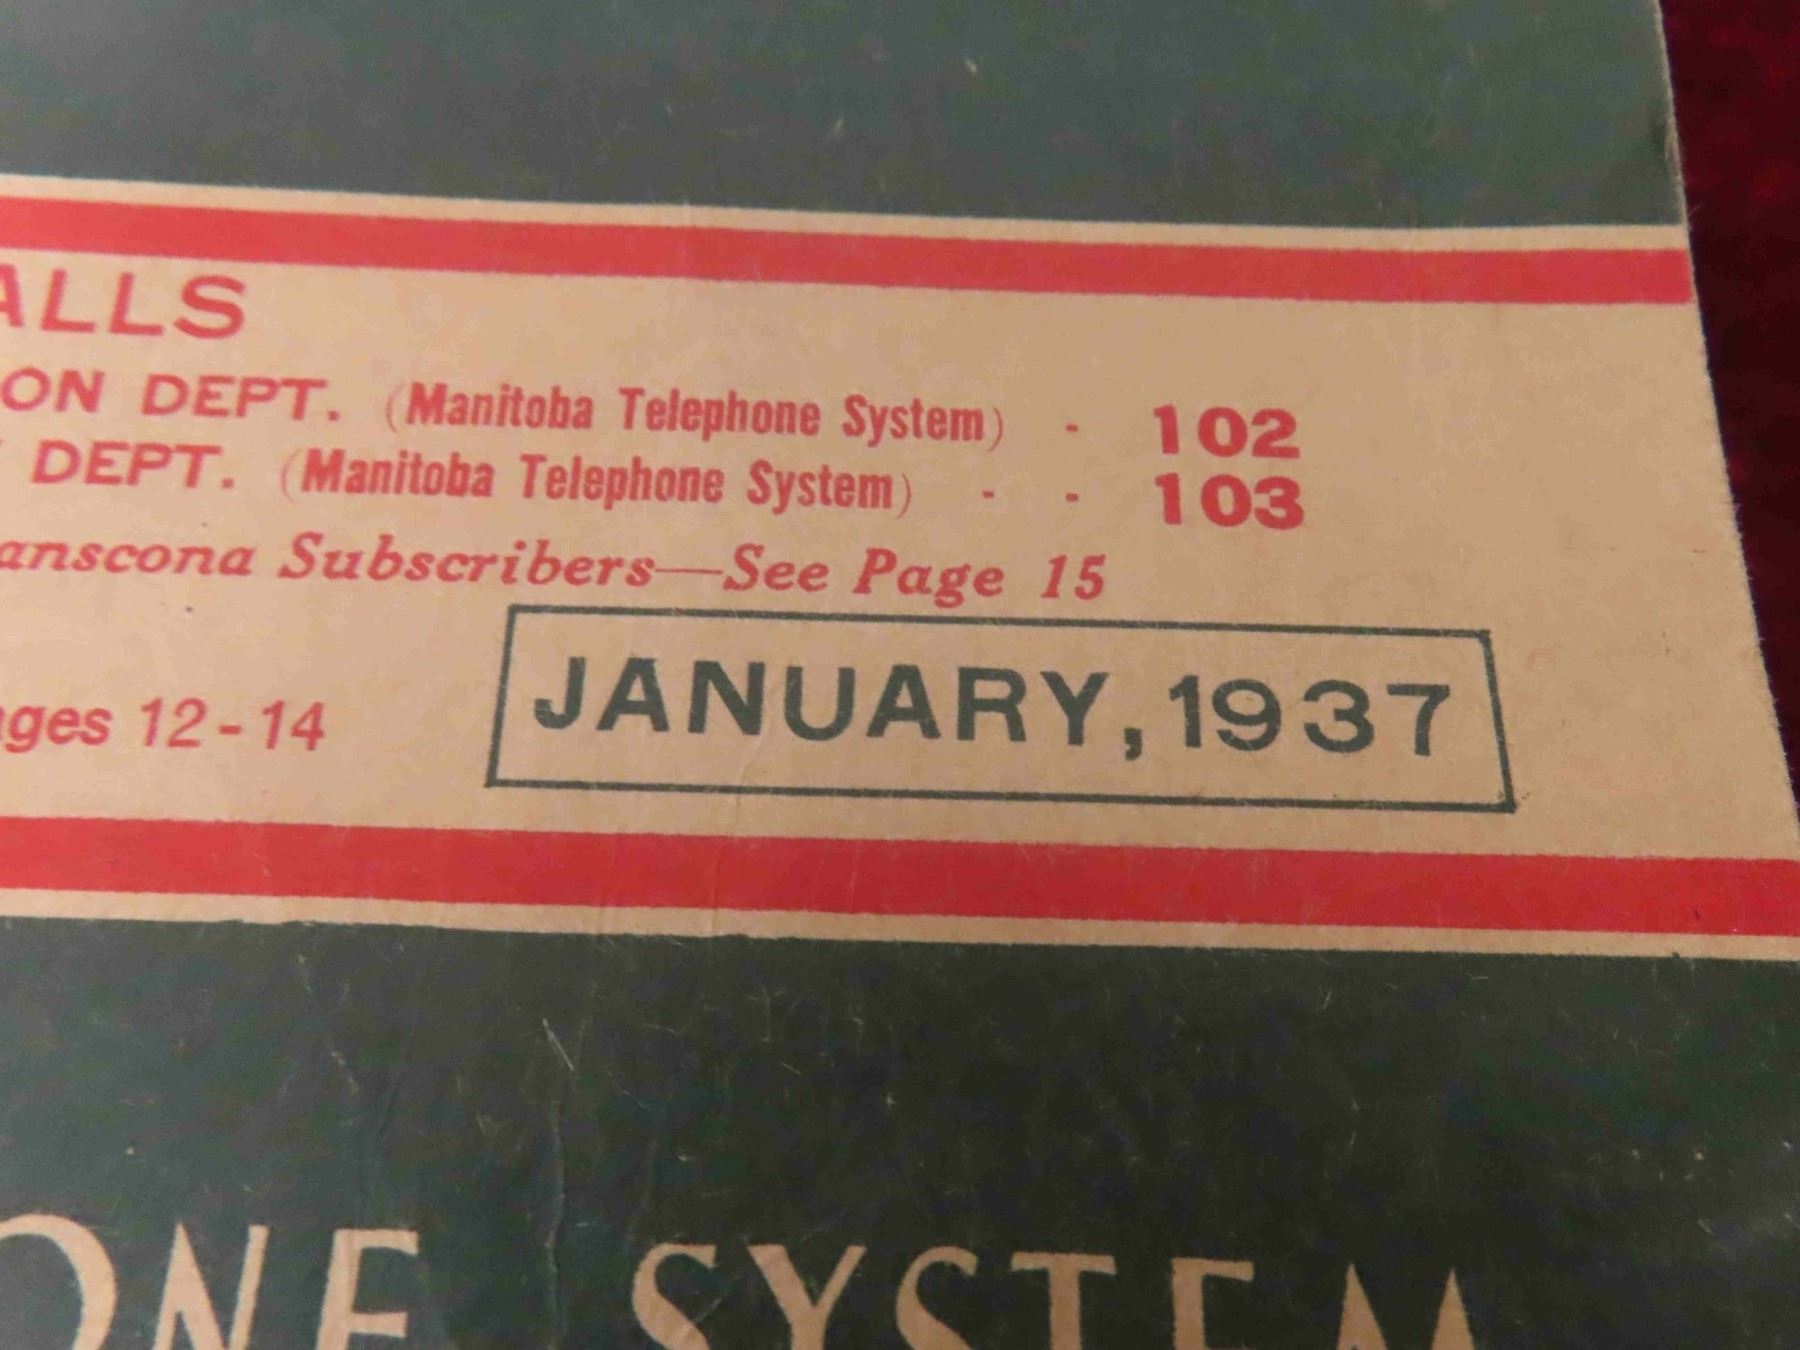 ALLS
ON DEPT. (Manitoba Telephone System) - 102
DEPT. (Manitoba Telephone System) - - 103
anscona Subscribers—See Page 15
ages 12-14
JANUARY, 1937
ONE SYSTEM